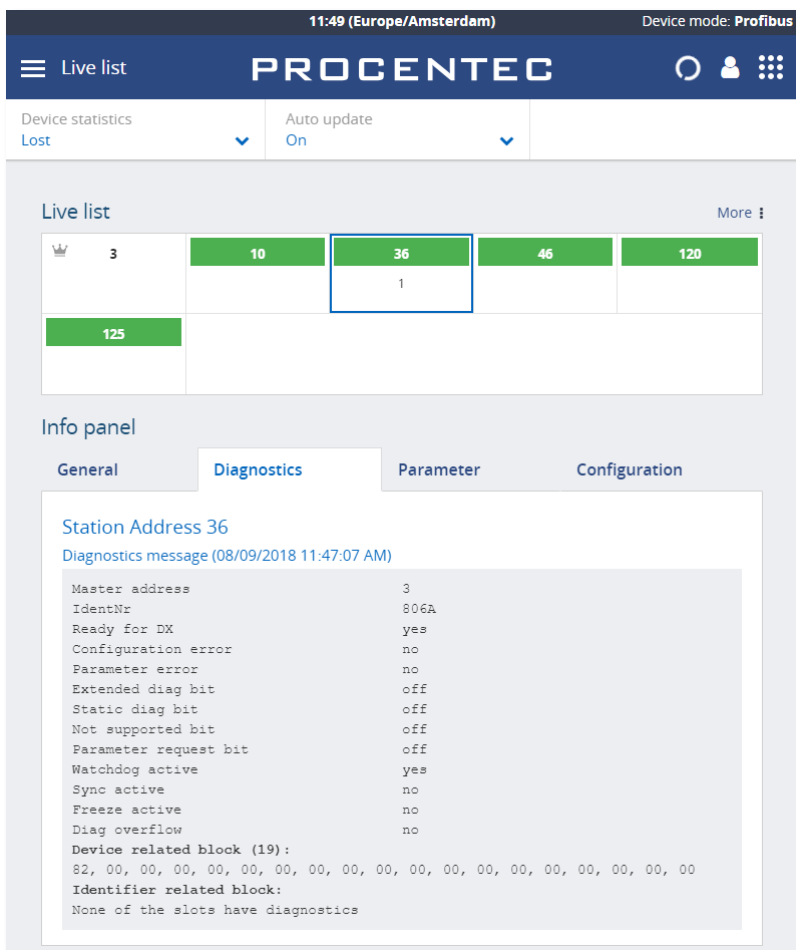 11:49 (Europe/Amsterdam) Device mode: Profibus
Live list PROCENTEC
Device statistics Auto update
Lost On
Live list More
3 10 36 46 120
1
125
Info panel
General Diagnostics Parameter Configuration
Station Address 36
Diagnostics message (08/09/2018 11:47:07 AM)
Master address 3
IdentNr 806A
Ready for DX yes
Configuration error no
Parameter error no
Extended diag bit off
Static diag bit off
Not supported bit off
Parameter request bit off
Watchdog active yes
Sync active no
Freeze active no
Diag overflow no
Device related block (19):
82, 00, 00, 00, 00, 00, 00, 00, 00, 00, 00, 00, 00, 00, 00, 00, 00, 00, 00
Identifier related block:
None of the slots have diagnostics